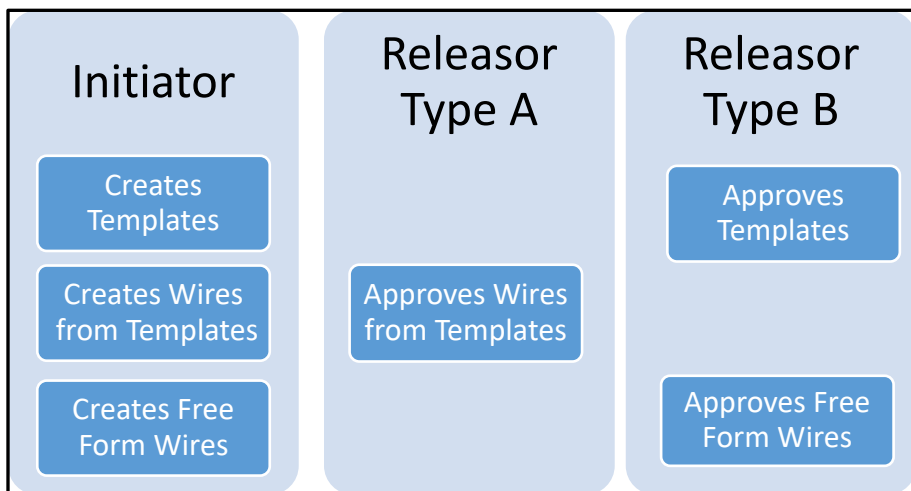 Initiator
Creates
Templates
Creates Wires
from Templates
Creates Free
Form Wires
Releasor
Type A
Approves Wires
from Templates
Releasor
Type B
Approves
Templates
Approves Free
Form Wires